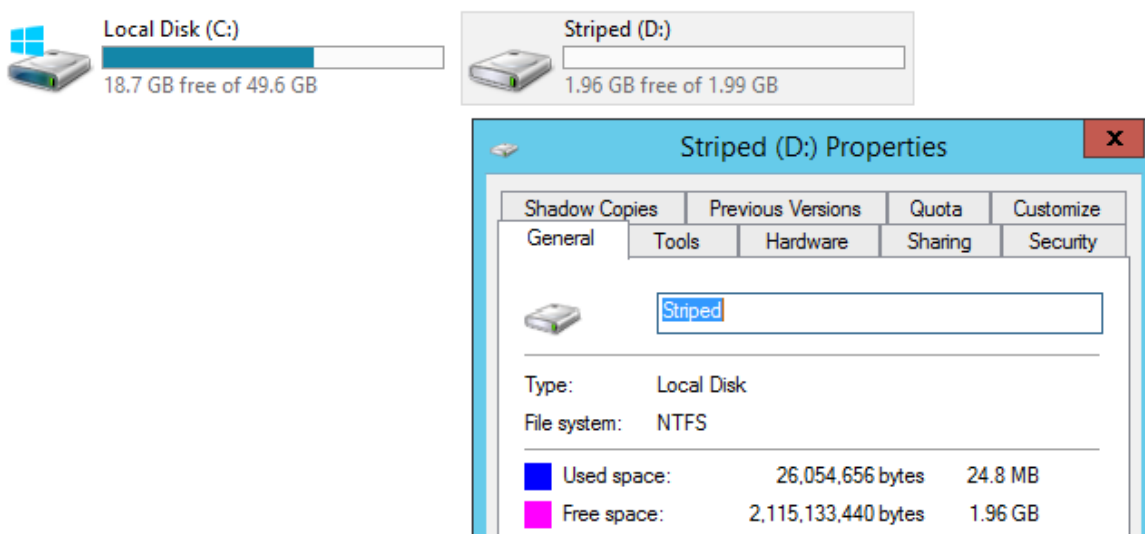 Local Disk (C:)
18.7 GB free of 49.6 GB
Striped (D:)
1.96 GB free of 1.99 GB
Striped (D:) Properties
x
Shadow Copies Previous Versions Quota Customize
General Tools Hardware Sharing Security
Striped
Type: Local Disk
File system: NTFS
Used space: 26,054,656 bytes 24.8 MB
Free space: 2,115,133,440 bytes 1.96 GB